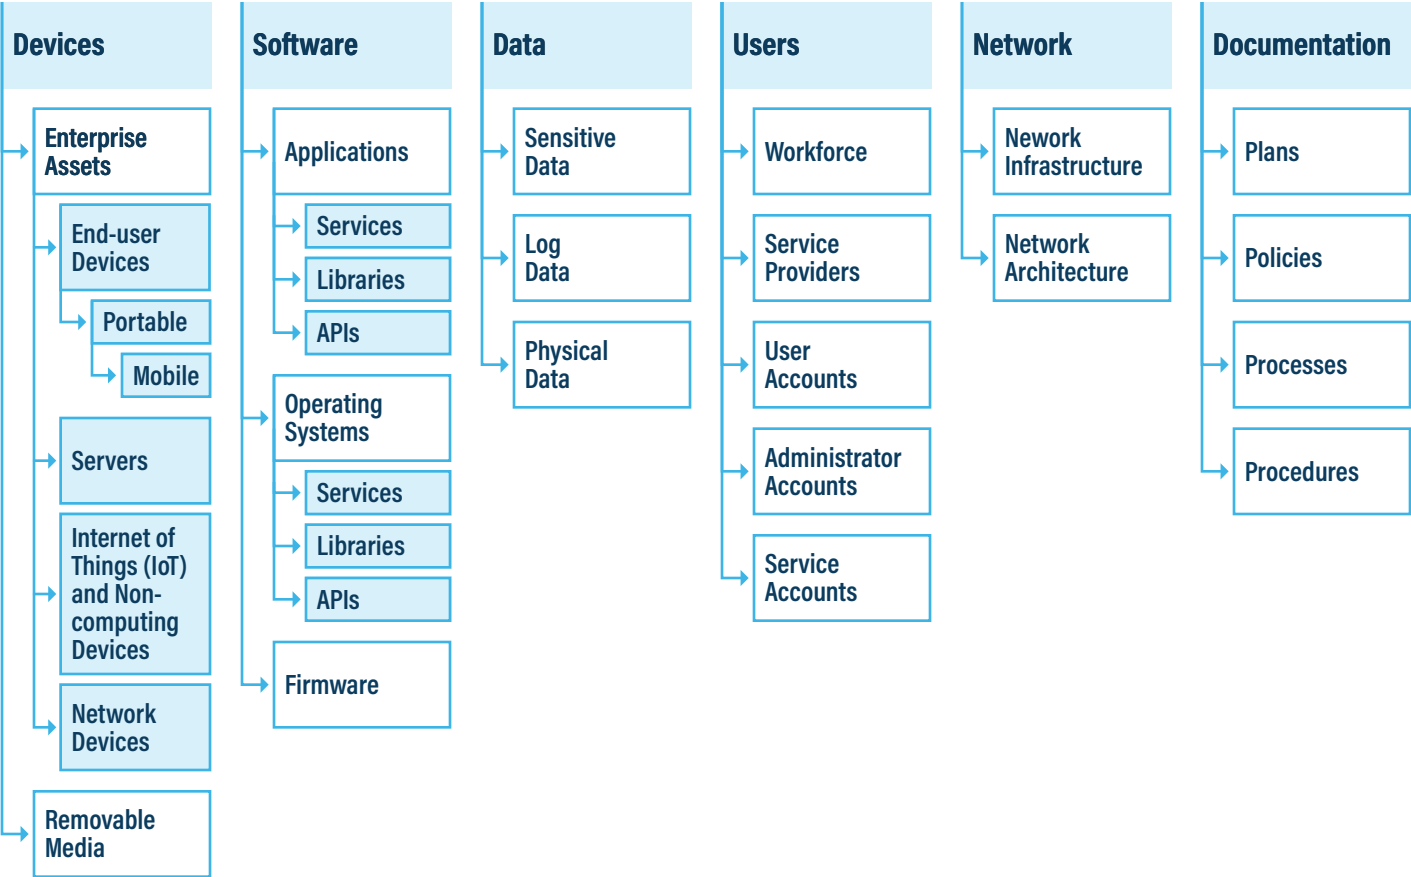 Devices
Enterprise
Assets
End-user
Devices
Portable
Mobile
Servers
Internet of
Things (IoT)
and Non-
computing
Devices
Network
Devices
Removable
Media
Software
Applications
Services
Libraries
APIs
Operating
Systems
Services
Libraries
APIs
Firmware
Data
Sensitive
Data
Log
Data
Physical
Data
Users
Workforce
Service
Providers
User
Accounts
Administrator
Accounts
Service
Accounts
Network
Nework
Infrastructure
Network
Architecture
Documentation
Plans
Policies
Processes
Procedures